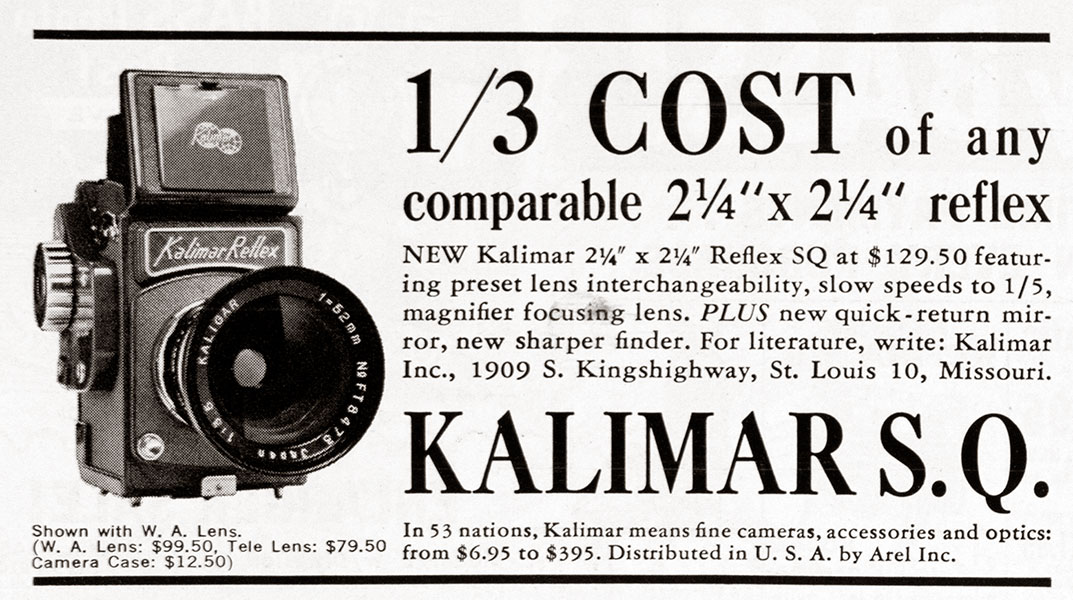 1/3 COST of any
comparable 2¼"x 2¼" reflex
NEW Kalimar 2¼" x 2¼" Reflex SQ at $129.50 featur-
ing preset lens interchangeability, slow speeds to 1/5,
magnifier focusing lens. PLUS new quick-return mir-
ror, new sharper finder. For literature, write: Kalimar
Inc., 1909 S. Kingshighway, St. Louis 10, Missouri.
KALIMAR S.Q.
In 53 nations, Kalimar means fine cameras, accessories and optics:
from $6.95 to $395. Distributed in U. S. A. by Arel Inc.
Kalimar
Kalimar Reflex
KALIGAR
f=52mm
No FT8473
Japan
1:3.5
Shown with W. A. Lens.
(W. A. Lens: $99.50, Tele Lens: $79.50
Camera Case: $12.50)